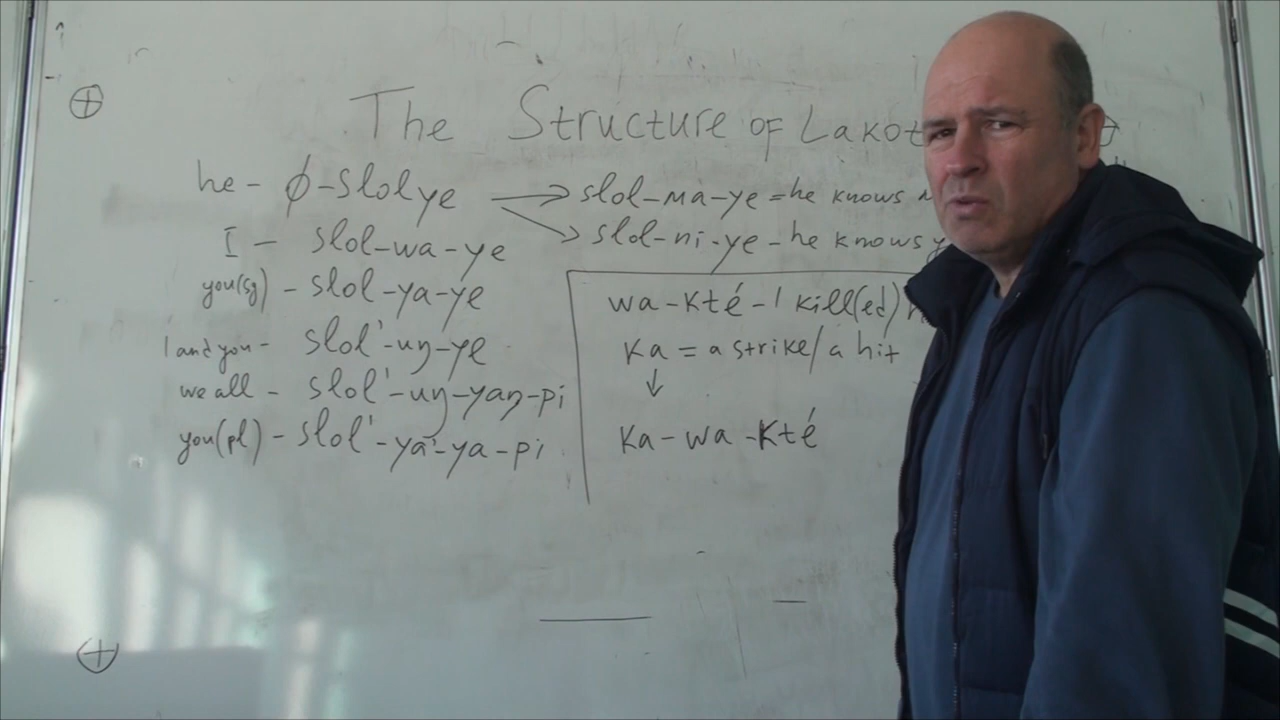 The Structure of Lakot
he - ϕ-slolye → slol-ma-ye = he knows
→ slol-ni-ye - he knows y
I - slol-wa-ye
you(sg) - slol-ya-ye
I and you - slol'-uŋ-ye
we all - slol'-uŋ-yaŋ-pi
you(pl) - slol'-ya'-ya-pi
wa-kté - I kill(ed) h
ka = a strike/a hit
↓
ka-wa-kté